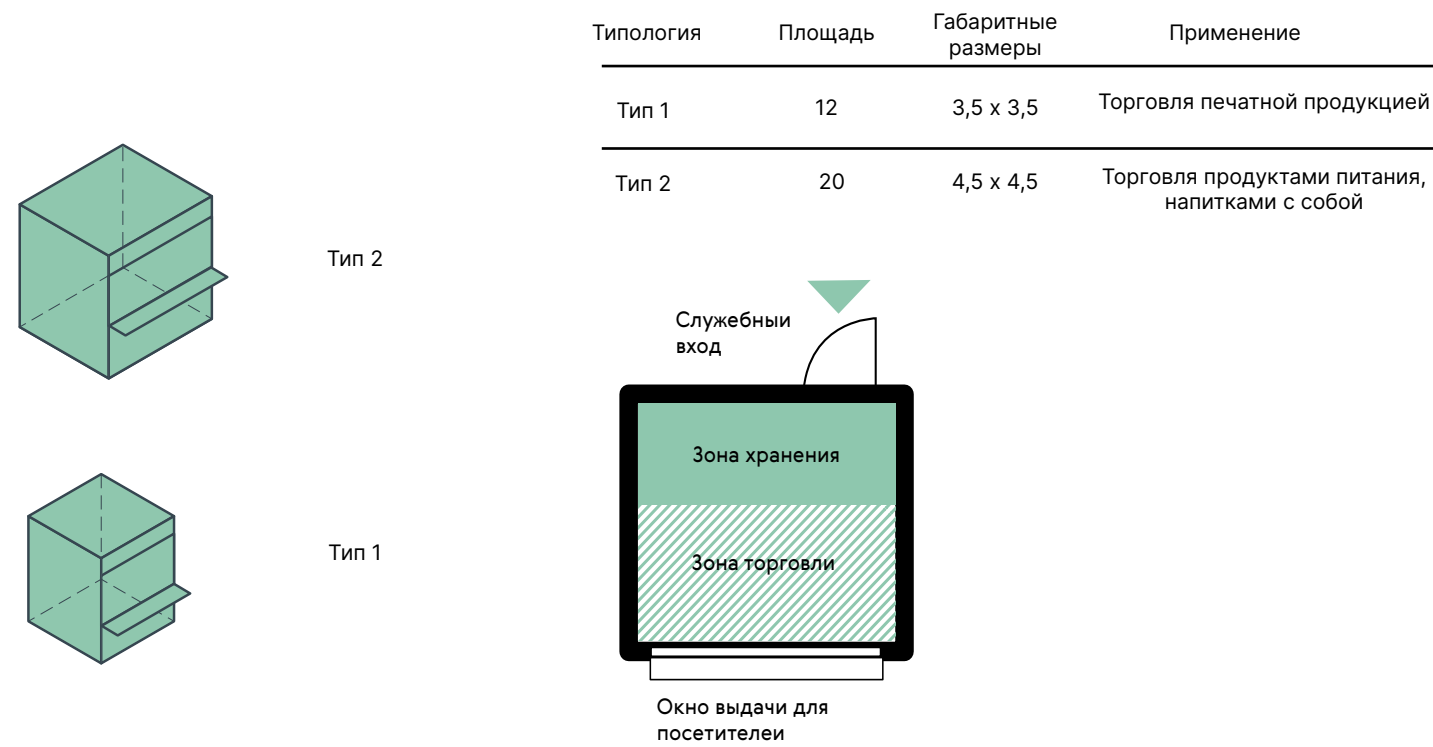 Типология Площадь Габаритные размеры Применение
Тип 1 12 3,5 x 3,5 Торговля печатной продукцией
Тип 2 20 4,5 x 4,5 Торговля продуктами питания,
напитками с собой
Тип 2
Служебныи
вход
Зона хранения
Тип 1
Зона торговли
Окно выдачи для
посетителеи